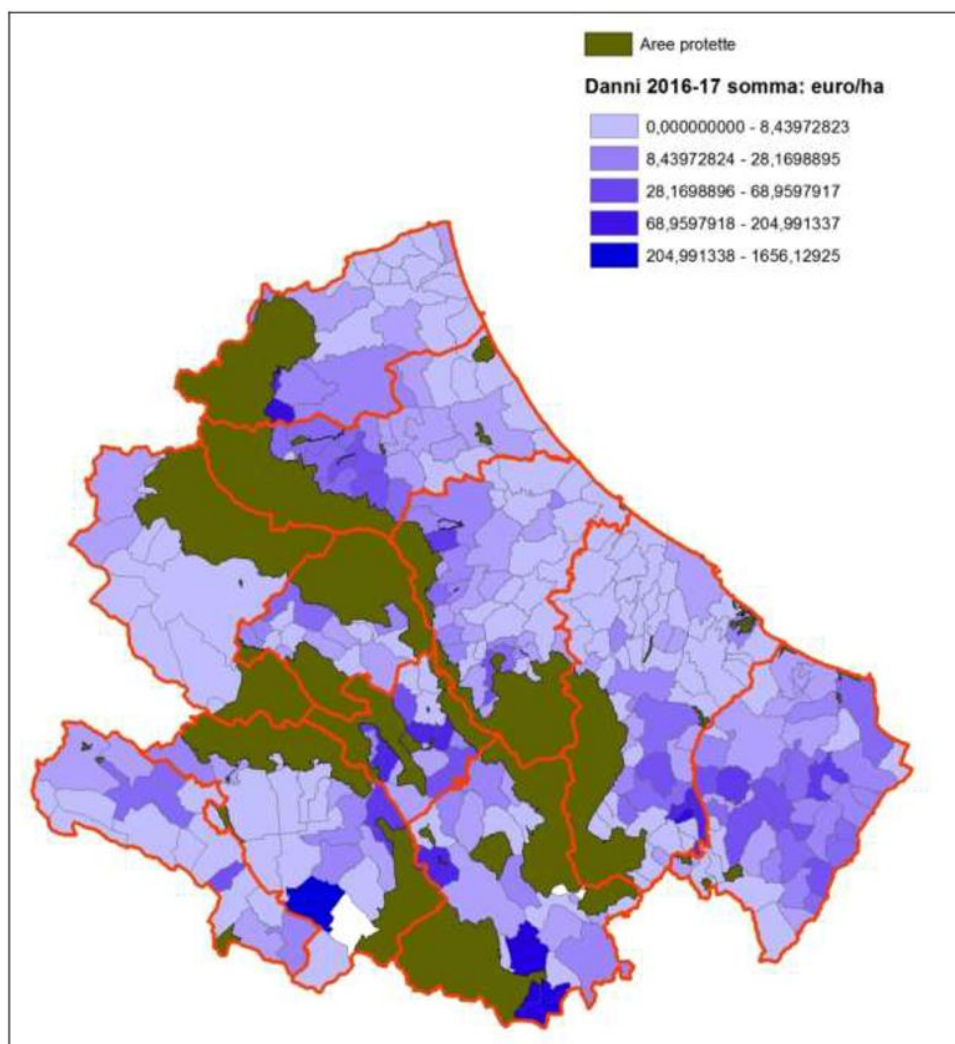 Aree protette
Danni 2016-17 somma: euro/ha
0,000000000 - 8,43972823
8,43972824 - 28,1698895
28,1698896 - 68,9597917
68,9597918 - 204,991337
204,991338 - 1656,12925